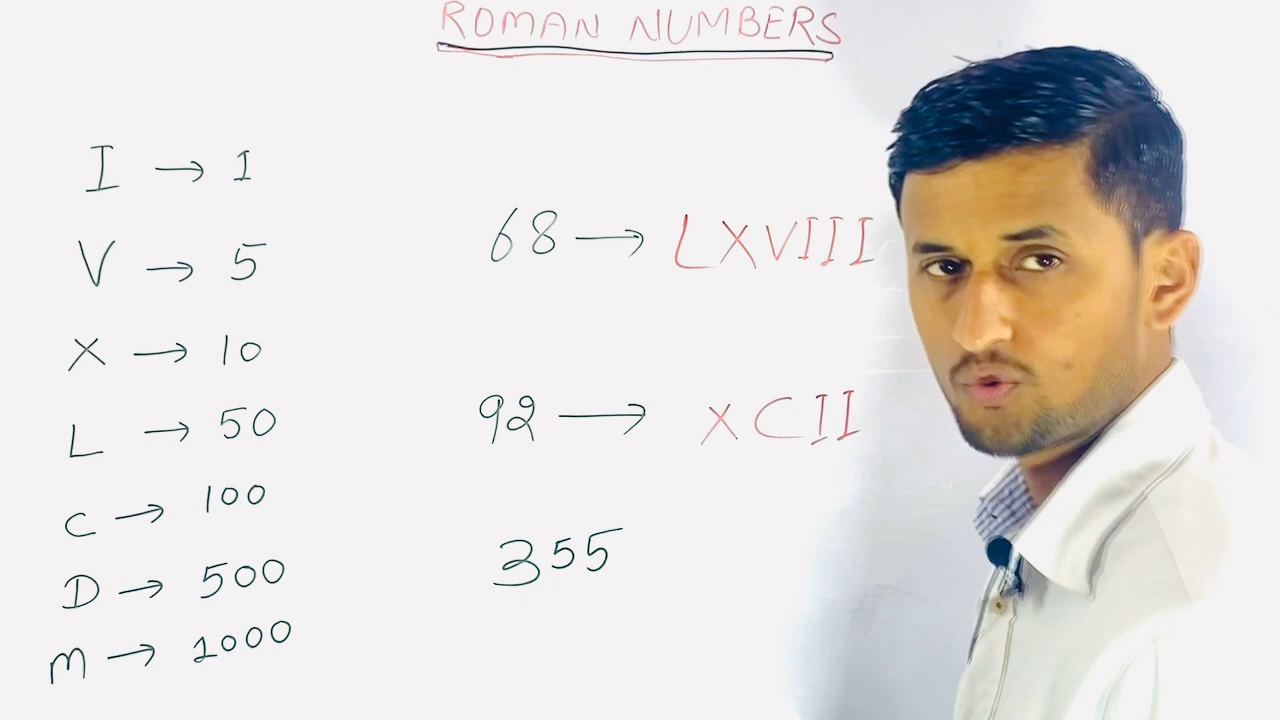 ROMAN NUMBERS
I → 1
V → 5
X → 10
L → 50
C → 100
D → 500
M → 1000
68 → LXVIII
92 → XCII
355